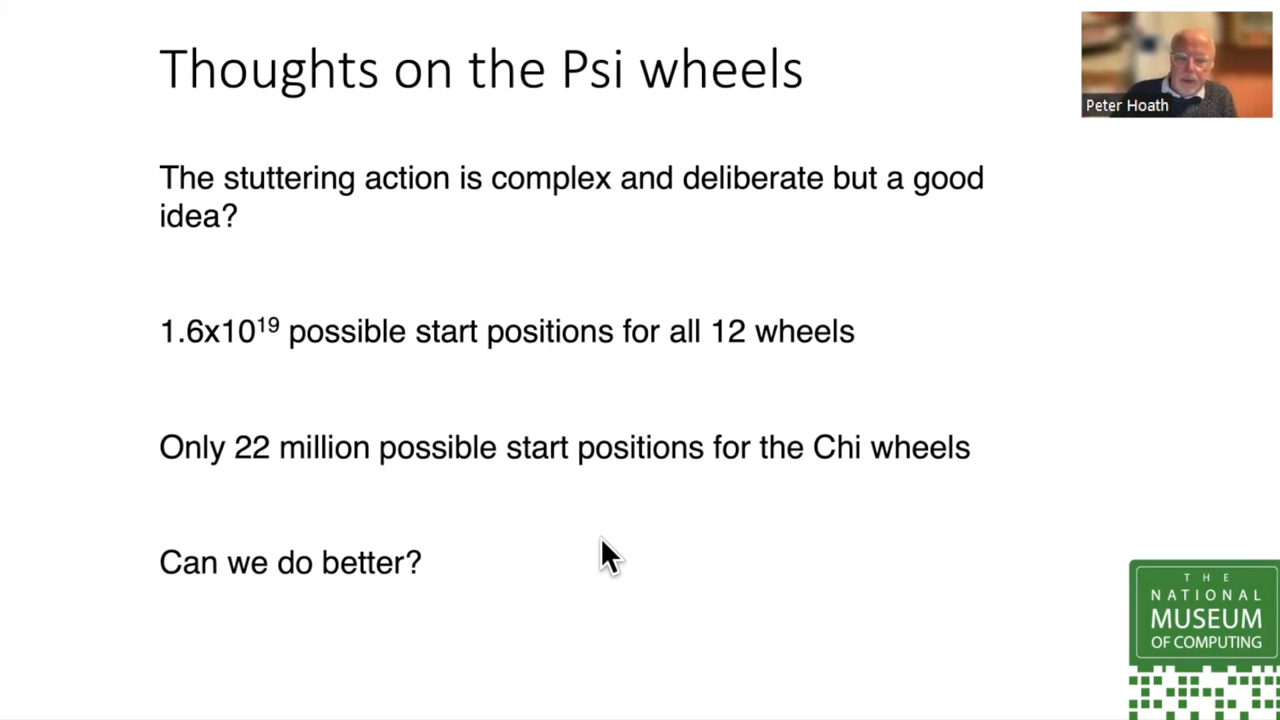 Thoughts on the Psi wheels
Peter Hoath
The stuttering action is complex and deliberate but a good
idea?
1.6x10¹⁹ possible start positions for all 12 wheels
Only 22 million possible start positions for the Chi wheels
Can we do better?
THE
NATIONAL
MUSEUM
OF COMPUTING